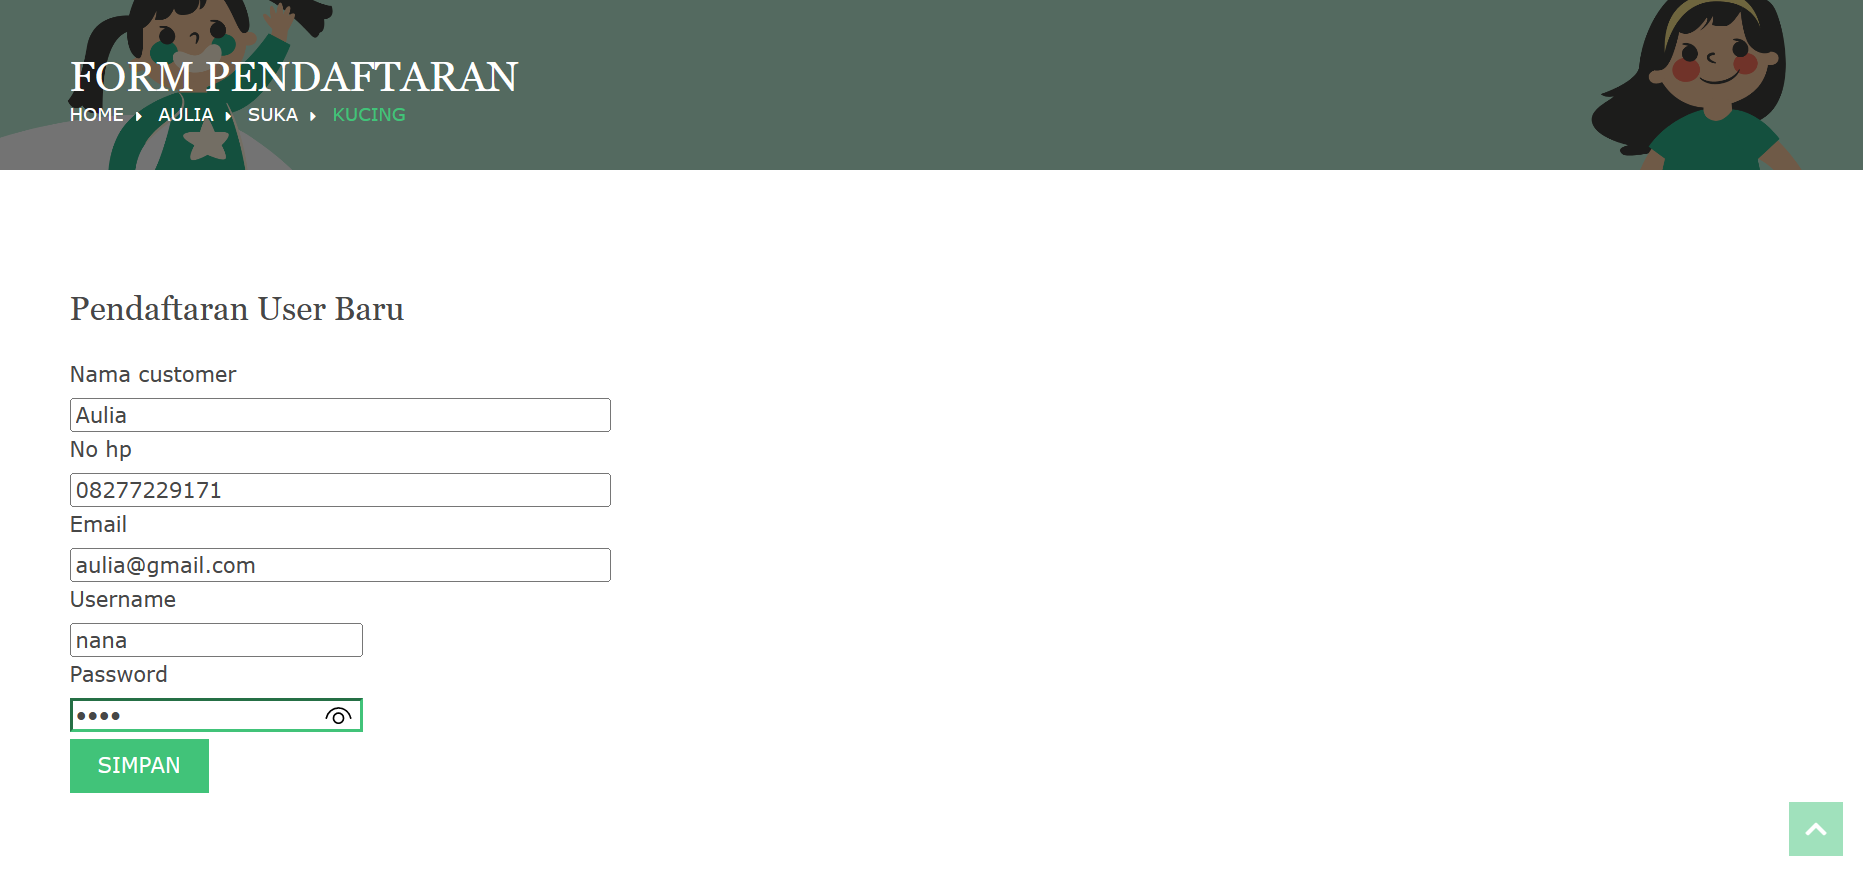 FORM PENDAFTARAN
HOME AULIA SUKA KUCING
Pendaftaran User Baru
Nama customer
Aulia
No hp
08277229171
Email
aulia@gmail.com
Username
nana
Password
••••
SIMPAN